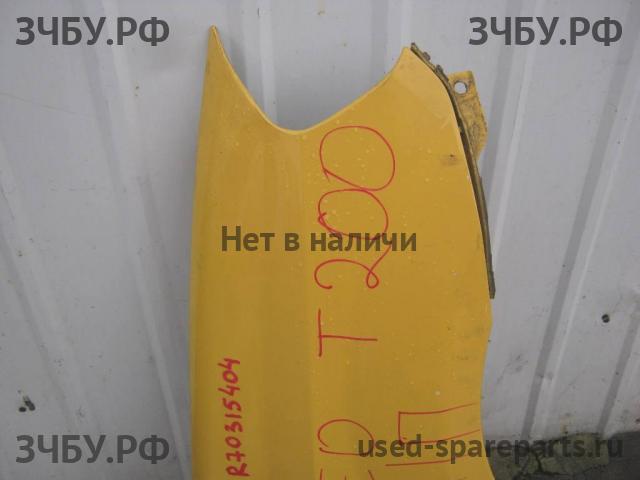 ЗЧБУ.РФ
ЗЧБУ.РФ
Нет в наличи
T 200
R70315404
ЗЧБУ.РФ
used-spareparts.ru